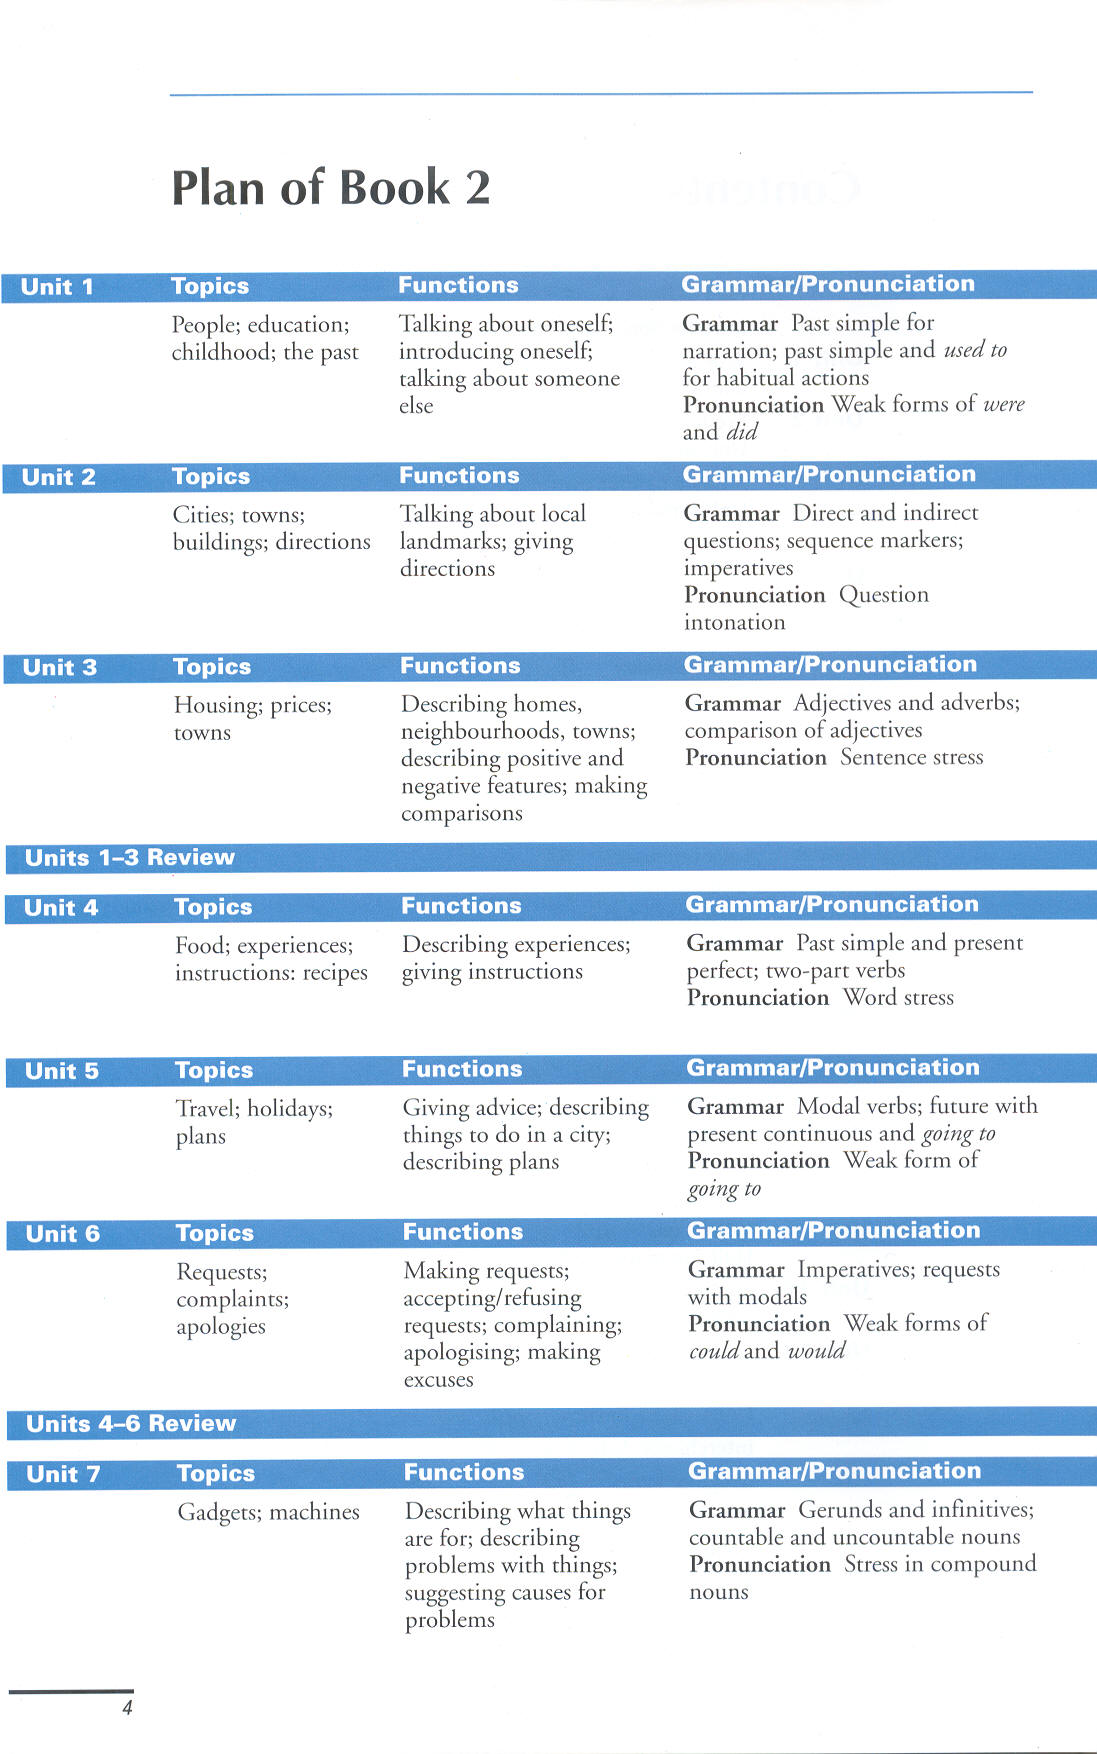 Plan of Book 2
Unit 1 Topics Functions Grammar/Pronunciation
People; education;
childhood; the past
Talking about oneself;
introducing oneself;
talking about someone
else
Grammar Past simple for
narration; past simple and used to
for habitual actions
Pronunciation Weak forms of were
and did
Unit 2 Topics Functions Grammar/Pronunciation
Cities; towns;
buildings; directions
Talking about local
landmarks; giving
directions
Grammar Direct and indirect
questions; sequence markers;
imperatives
Pronunciation Question
intonation
Unit 3 Topics Functions Grammar/Pronunciation
Housing; prices;
towns
Describing homes,
neighbourhoods, towns;
describing positive and
negative features; making
comparisons
Grammar Adjectives and adverbs;
comparison of adjectives
Pronunciation Sentence stress
Units 1–3 Review
Unit 4 Topics Functions Grammar/Pronunciation
Food; experiences;
instructions: recipes
Describing experiences;
giving instructions
Grammar Past simple and present
perfect; two-part verbs
Pronunciation Word stress
Unit 5 Topics Functions Grammar/Pronunciation
Travel; holidays;
plans
Giving advice; describing
things to do in a city;
describing plans
Grammar Modal verbs; future with
present continuous and going to
Pronunciation Weak form of
going to
Unit 6 Topics Functions Grammar/Pronunciation
Requests;
complaints;
apologies
Making requests;
accepting/refusing
requests; complaining;
apologising; making
excuses
Grammar Imperatives; requests
with modals
Pronunciation Weak forms of
could and would
Units 4–6 Review
Unit 7 Topics Functions Grammar/Pronunciation
Gadgets; machines
Describing what things
are for; describing
problems with things;
suggesting causes for
problems
Grammar Gerunds and infinitives;
countable and uncountable nouns
Pronunciation Stress in compound
nouns
4